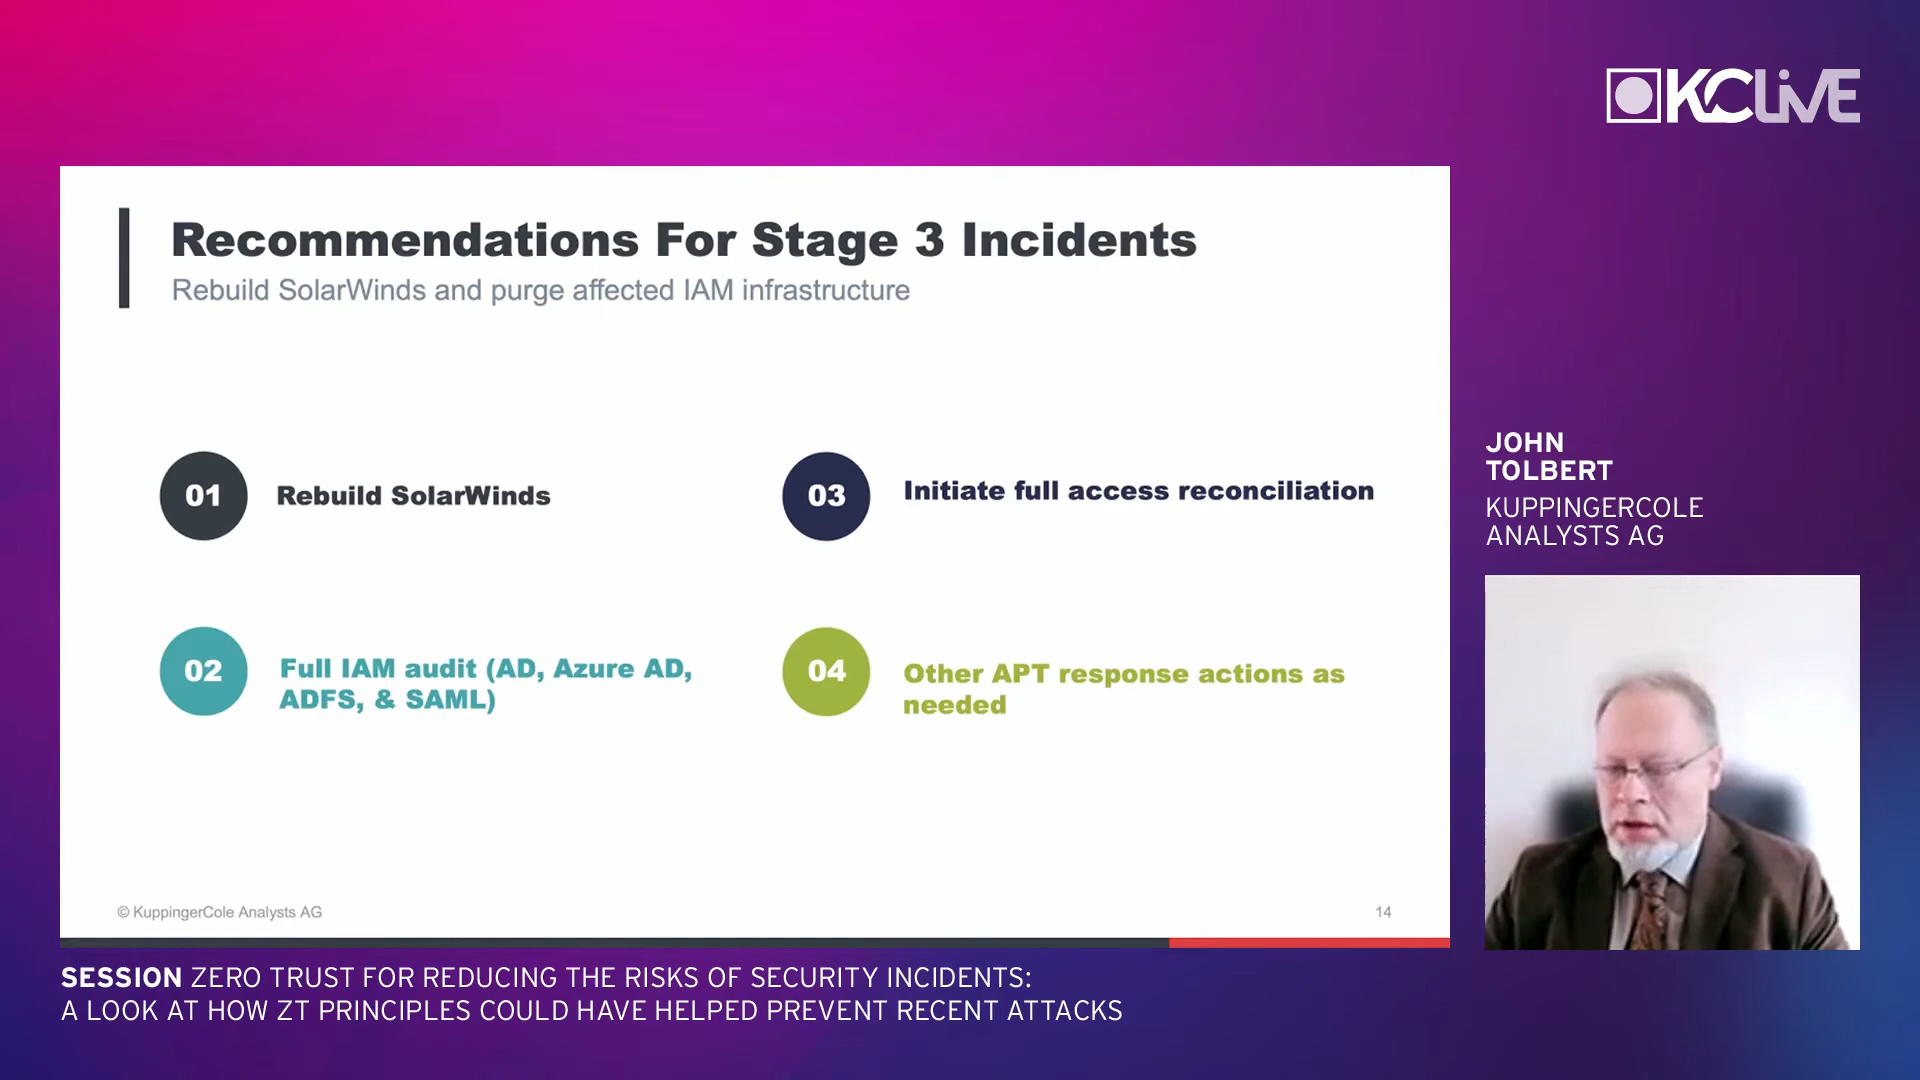 KCLIVE
Recommendations For Stage 3 Incidents
Rebuild SolarWinds and purge affected IAM infrastructure
01
Rebuild SolarWinds
02
Full IAM audit (AD, Azure AD,
ADFS, & SAML)
03
Initiate full access reconciliation
04
Other APT response actions as
needed
© KuppingerCole Analysts AG
14
JOHN
TOLBERT
KUPPINGERCOLE
ANALYSTS AG
SESSION ZERO TRUST FOR REDUCING THE RISKS OF SECURITY INCIDENTS:
A LOOK AT HOW ZT PRINCIPLES COULD HAVE HELPED PREVENT RECENT ATTACKS